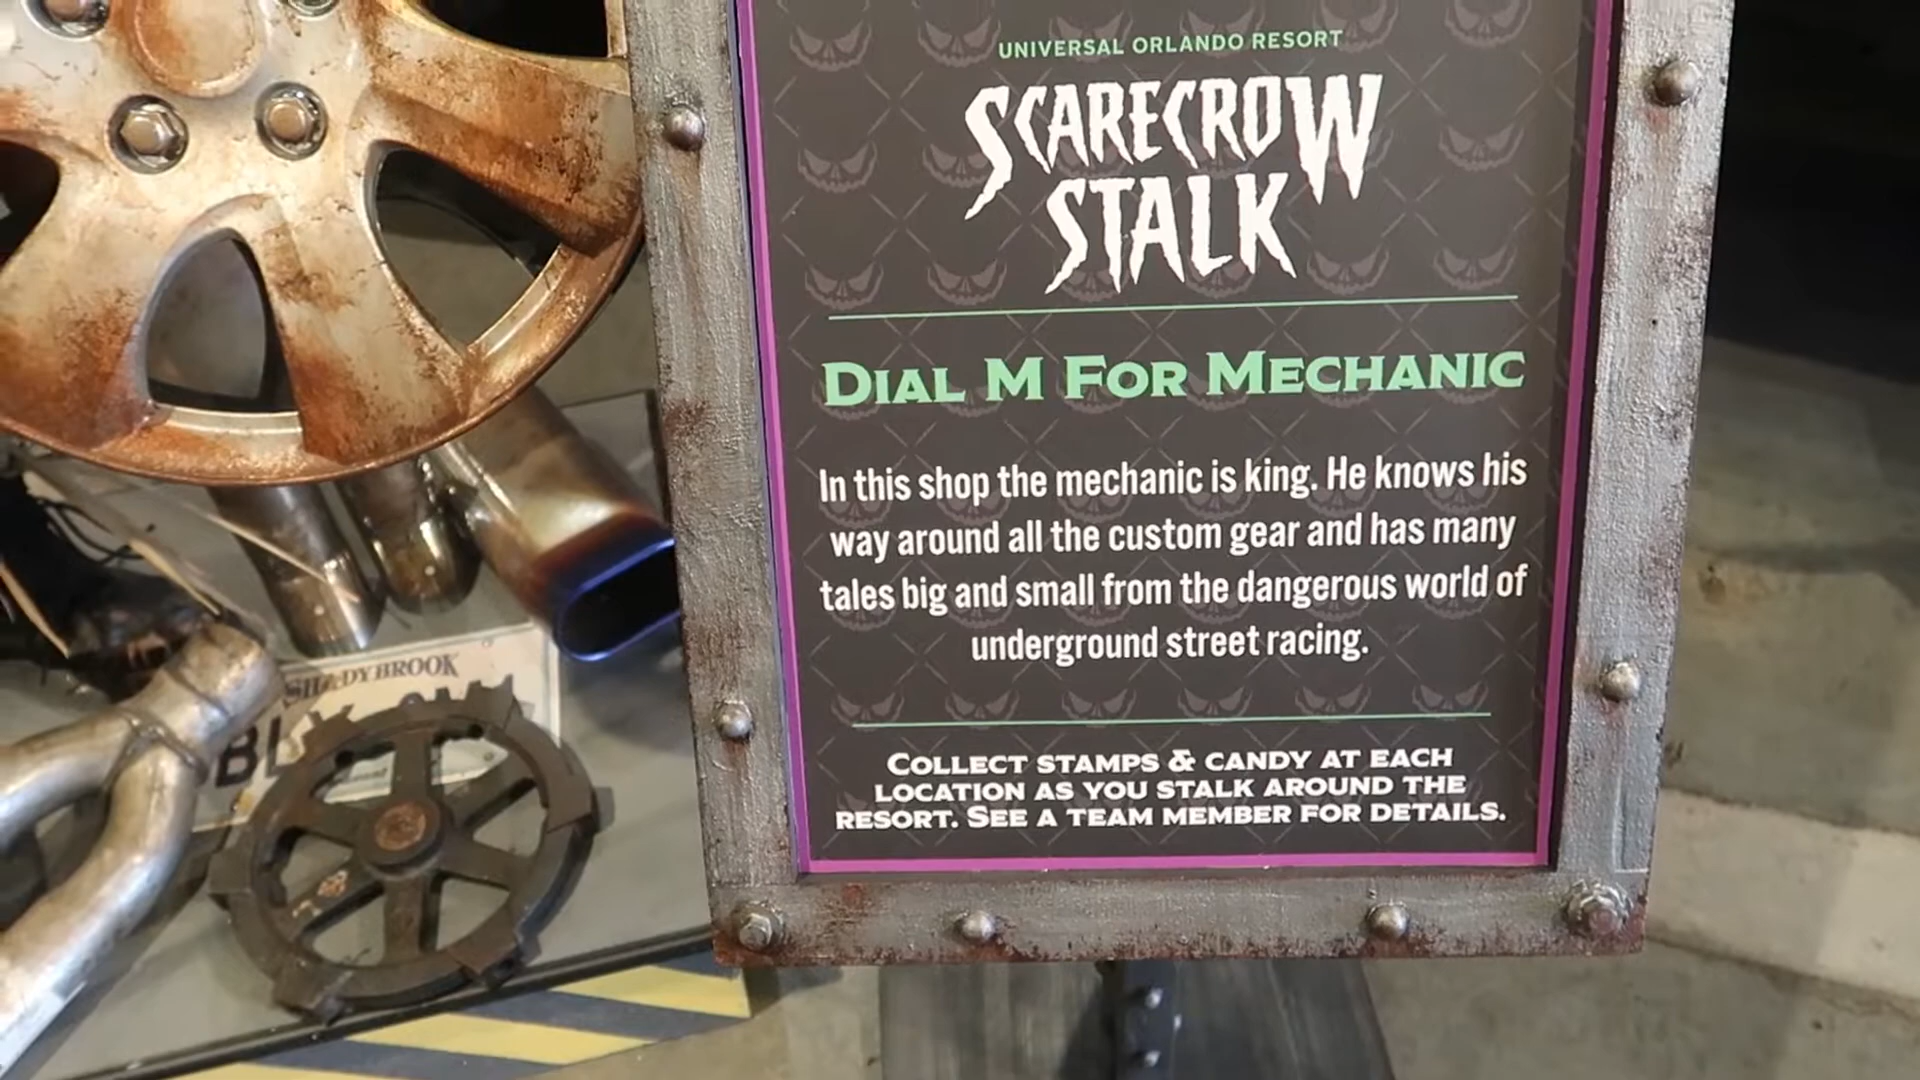 UNIVERSAL ORLANDO RESORT
SCARECROW
STALK
DIAL M FOR MECHANIC
In this shop the mechanic is king. He knows his
way around all the custom gear and has many
tales big and small from the dangerous world of
underground street racing.
COLLECT STAMPS & CANDY AT EACH
LOCATION AS YOU STALK AROUND THE
RESORT. SEE A TEAM MEMBER FOR DETAILS.
SHADYBROOK